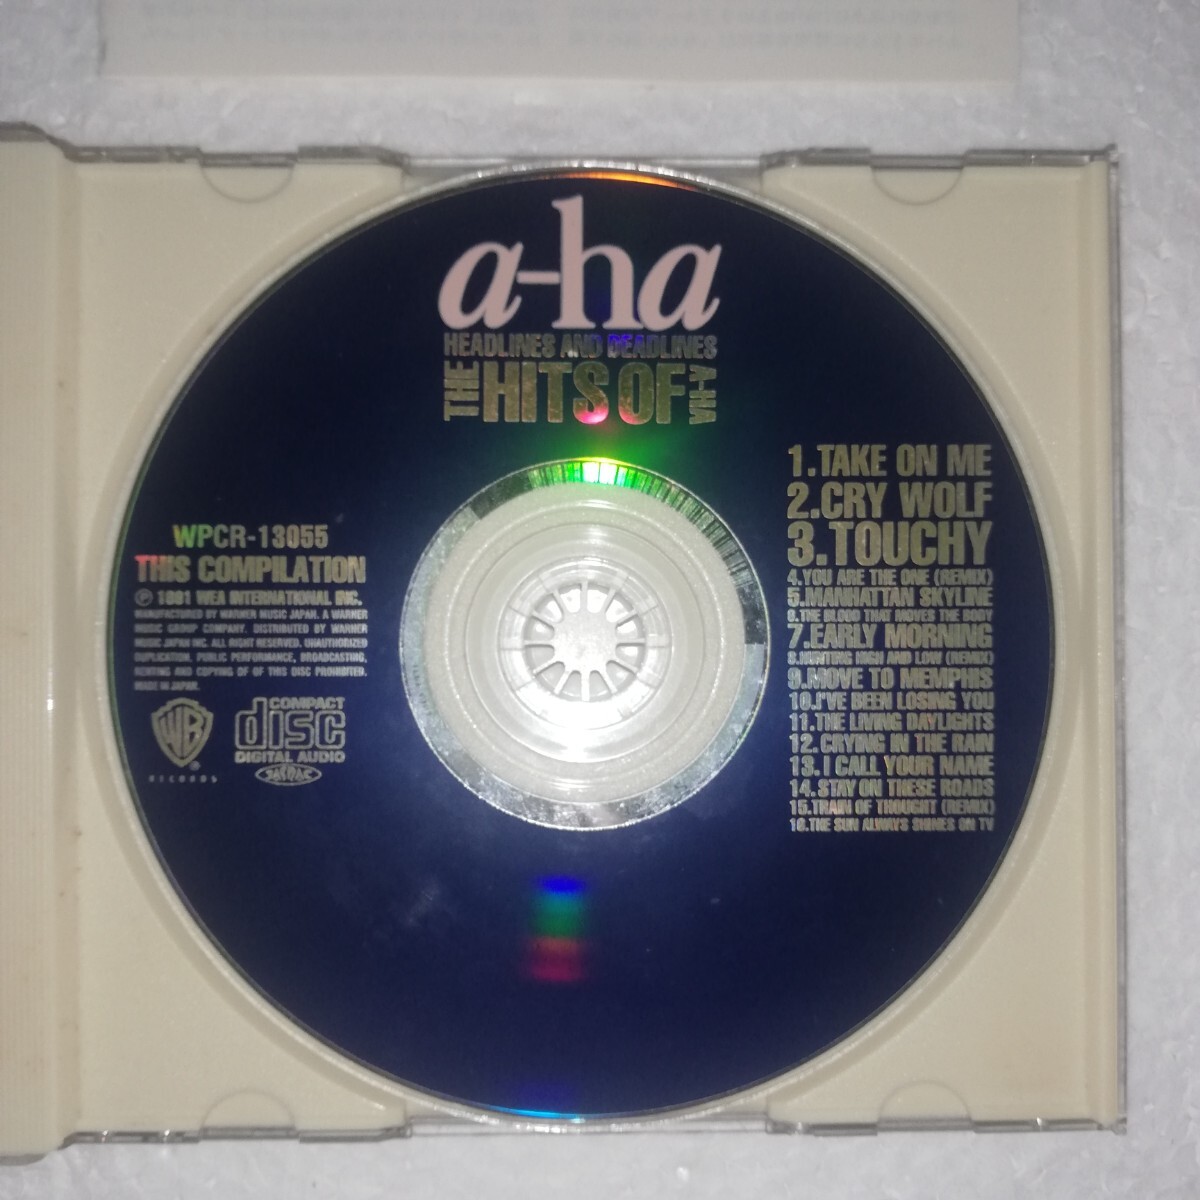 a-ha
HEADLINES AND DEADLINES
THE HITS OF A-HA
WPCR-13055
THIS COMPILATION
Ⓟ 1991 WEA INTERNATIONAL INC.
MANUFACTURED BY WARNER MUSIC JAPAN. A WARNER
MUSIC GROUP COMPANY. DISTRIBUTED BY WARNER
MUSIC JAPAN INC. ALL RIGHT RESERVED. UNAUTHORIZED
DUPLICATION, PUBLIC PERFORMANCE, BROADCASTING,
RENTING AND COPYING OF OF THIS DISC PROHIBITED.
MADE IN JAPAN.
WB
RECORDS
COMPACT
disc
DIGITAL AUDIO
JASRAC
1.TAKE ON ME
2.CRY WOLF
3.TOUCHY
4.YOU ARE THE ONE (REMIX)
5.MANHATTAN SKYLINE
6.THE BLOOD THAT MOVES THE BODY
7.EARLY MORNING
8.HUNTING HIGH AND LOW (REMIX)
9.MOVE TO MEMPHIS
10.I'VE BEEN LOSING YOU
11.THE LIVING DAYLIGHTS
12.CRYING IN THE RAIN
13.I CALL YOUR NAME
14.STAY ON THESE ROADS
15.TRAIN OF THOUGHT (REMIX)
16.THE SUN ALWAYS SHINES ON TV